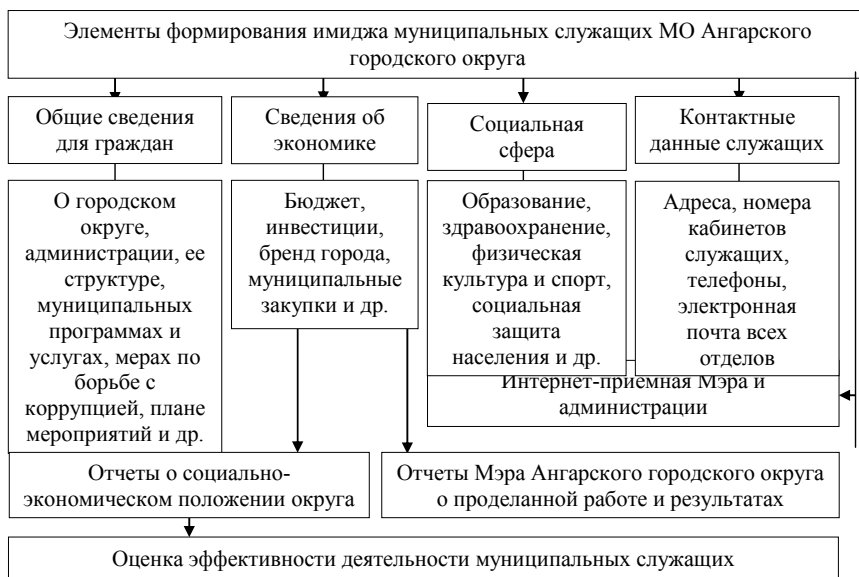 Элементы формирования имиджа муниципальных служащих МО Ангарского
городского округа
Общие сведения
для граждан
Сведения об
экономике
Социальная
сфера
Контактные
данные служащих
О городском
округе,
администрации, ее
структуре,
муниципальных
программах и
услугах, мерах по
борьбе с
коррупцией, плане
мероприятий и др.
Бюджет,
инвестиции,
бренд города,
муниципальные
закупки и др.
Образование,
здравоохранение,
физическая
культура и спорт,
социальная
защита
населения и др.
Адреса, номера
кабинетов
служащих,
телефоны,
электронная
почта всех
отделов
Интернет-приемная Мэра и
администрации
Отчеты о социально-
экономическом положении округа
Отчеты Мэра Ангарского городского округа
о проделанной работе и результатах
Оценка эффективности деятельности муниципальных служащих